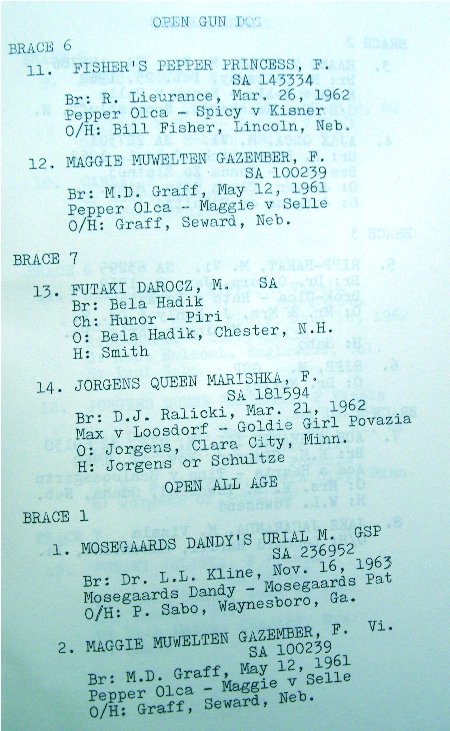 OPEN GUN DOG
BRACE 6
11. FISHER'S PEPPER PRINCESS, F.
SA 143334
Br: R. Lieurance, Mar. 26, 1962
Pepper Olca - Spicy v Kisner
O/H: Bill Fisher, Lincoln, Neb.
12. MAGGIE MUWELTEN GAZEMBER, F.
SA 100239
Br: M.D. Graff, May 12, 1961
Pepper Olca - Maggie v Selle
O/H: Graff, Seward, Neb.
BRACE 7
13. FUTAKI DAROCZ, M. SA
Br: Bela Hadik
Ch: Hunor - Piri
O: Bela Hadik, Chester, N.H.
H: Smith
14. JORGENS QUEEN MARISHKA, F.
SA 181594
Br: D.J. Ralicki, Mar. 21, 1962
Max v Loosdorf - Goldie Girl Povazia
O: Jorgens, Clara City, Minn.
H: Jorgens or Schultze
OPEN ALL AGE
BRACE 1
1. MOSEGAARDS DANDY'S URIAL M. GSP
SA 236952
Br: Dr. L.L. Kline, Nov. 16, 1963
Mosegaards Dandy - Mosegaards Pat
O/H: P. Sabo, Waynesboro, Ga.
2. MAGGIE MUWELTEN GAZEMBER, F. Vi.
SA 100239
Br: M.D. Graff, May 12, 1961
Pepper Olca - Maggie v Selle
O/H: Graff, Seward, Neb.